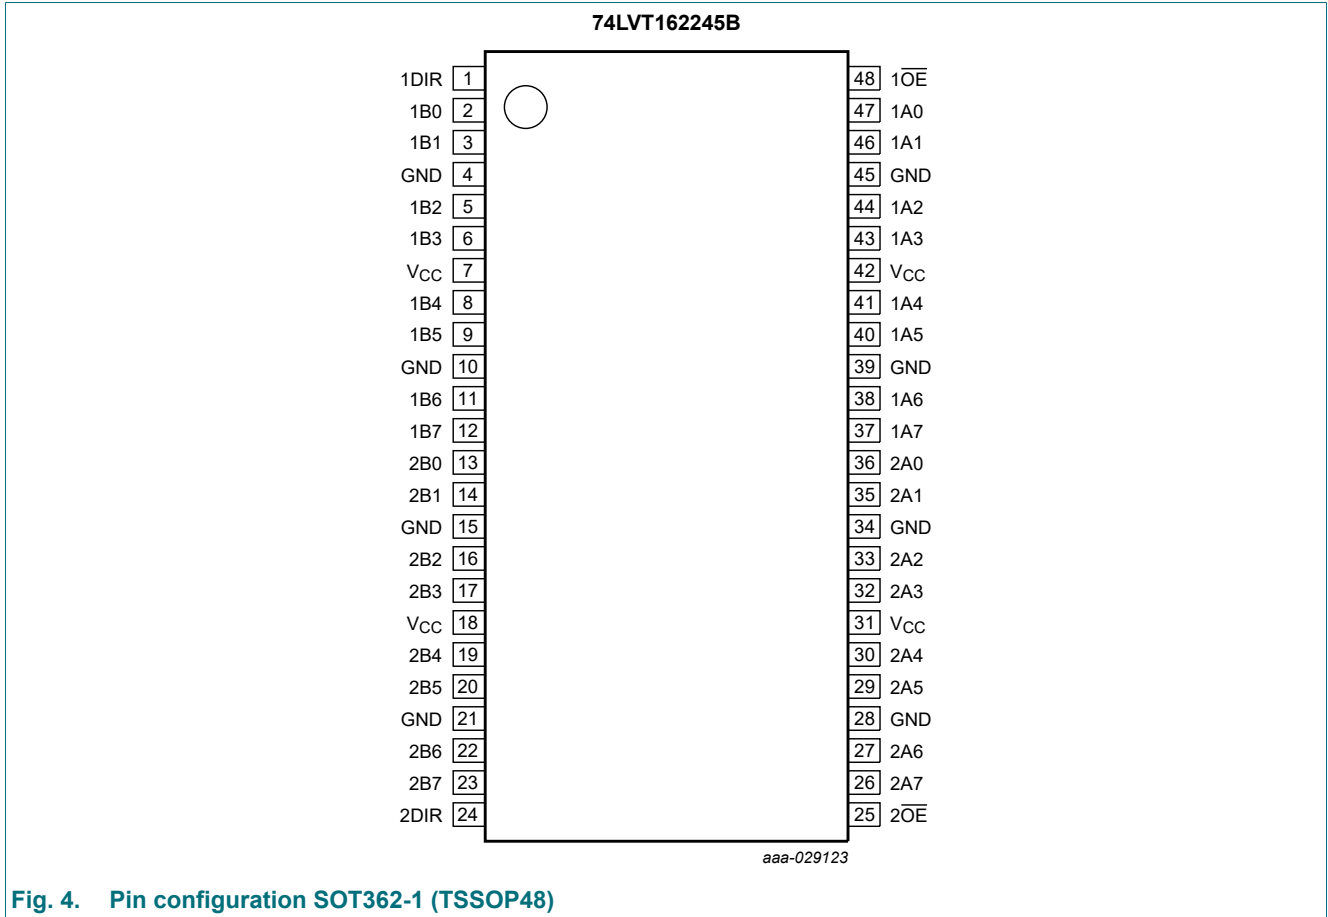 74LVT162245B
1DIR 1 48 1O̅E̅
1B0 2 47 1A0
1B1 3 46 1A1
GND 4 45 GND
1B2 5 44 1A2
1B3 6 43 1A3
VCC 7 42 VCC
1B4 8 41 1A4
1B5 9 40 1A5
GND 10 39 GND
1B6 11 38 1A6
1B7 12 37 1A7
2B0 13 36 2A0
2B1 14 35 2A1
GND 15 34 GND
2B2 16 33 2A2
2B3 17 32 2A3
VCC 18 31 VCC
2B4 19 30 2A4
2B5 20 29 2A5
GND 21 28 GND
2B6 22 27 2A6
2B7 23 26 2A7
2DIR 24 25 2O̅E̅
aaa-029123
Fig. 4. Pin configuration SOT362-1 (TSSOP48)